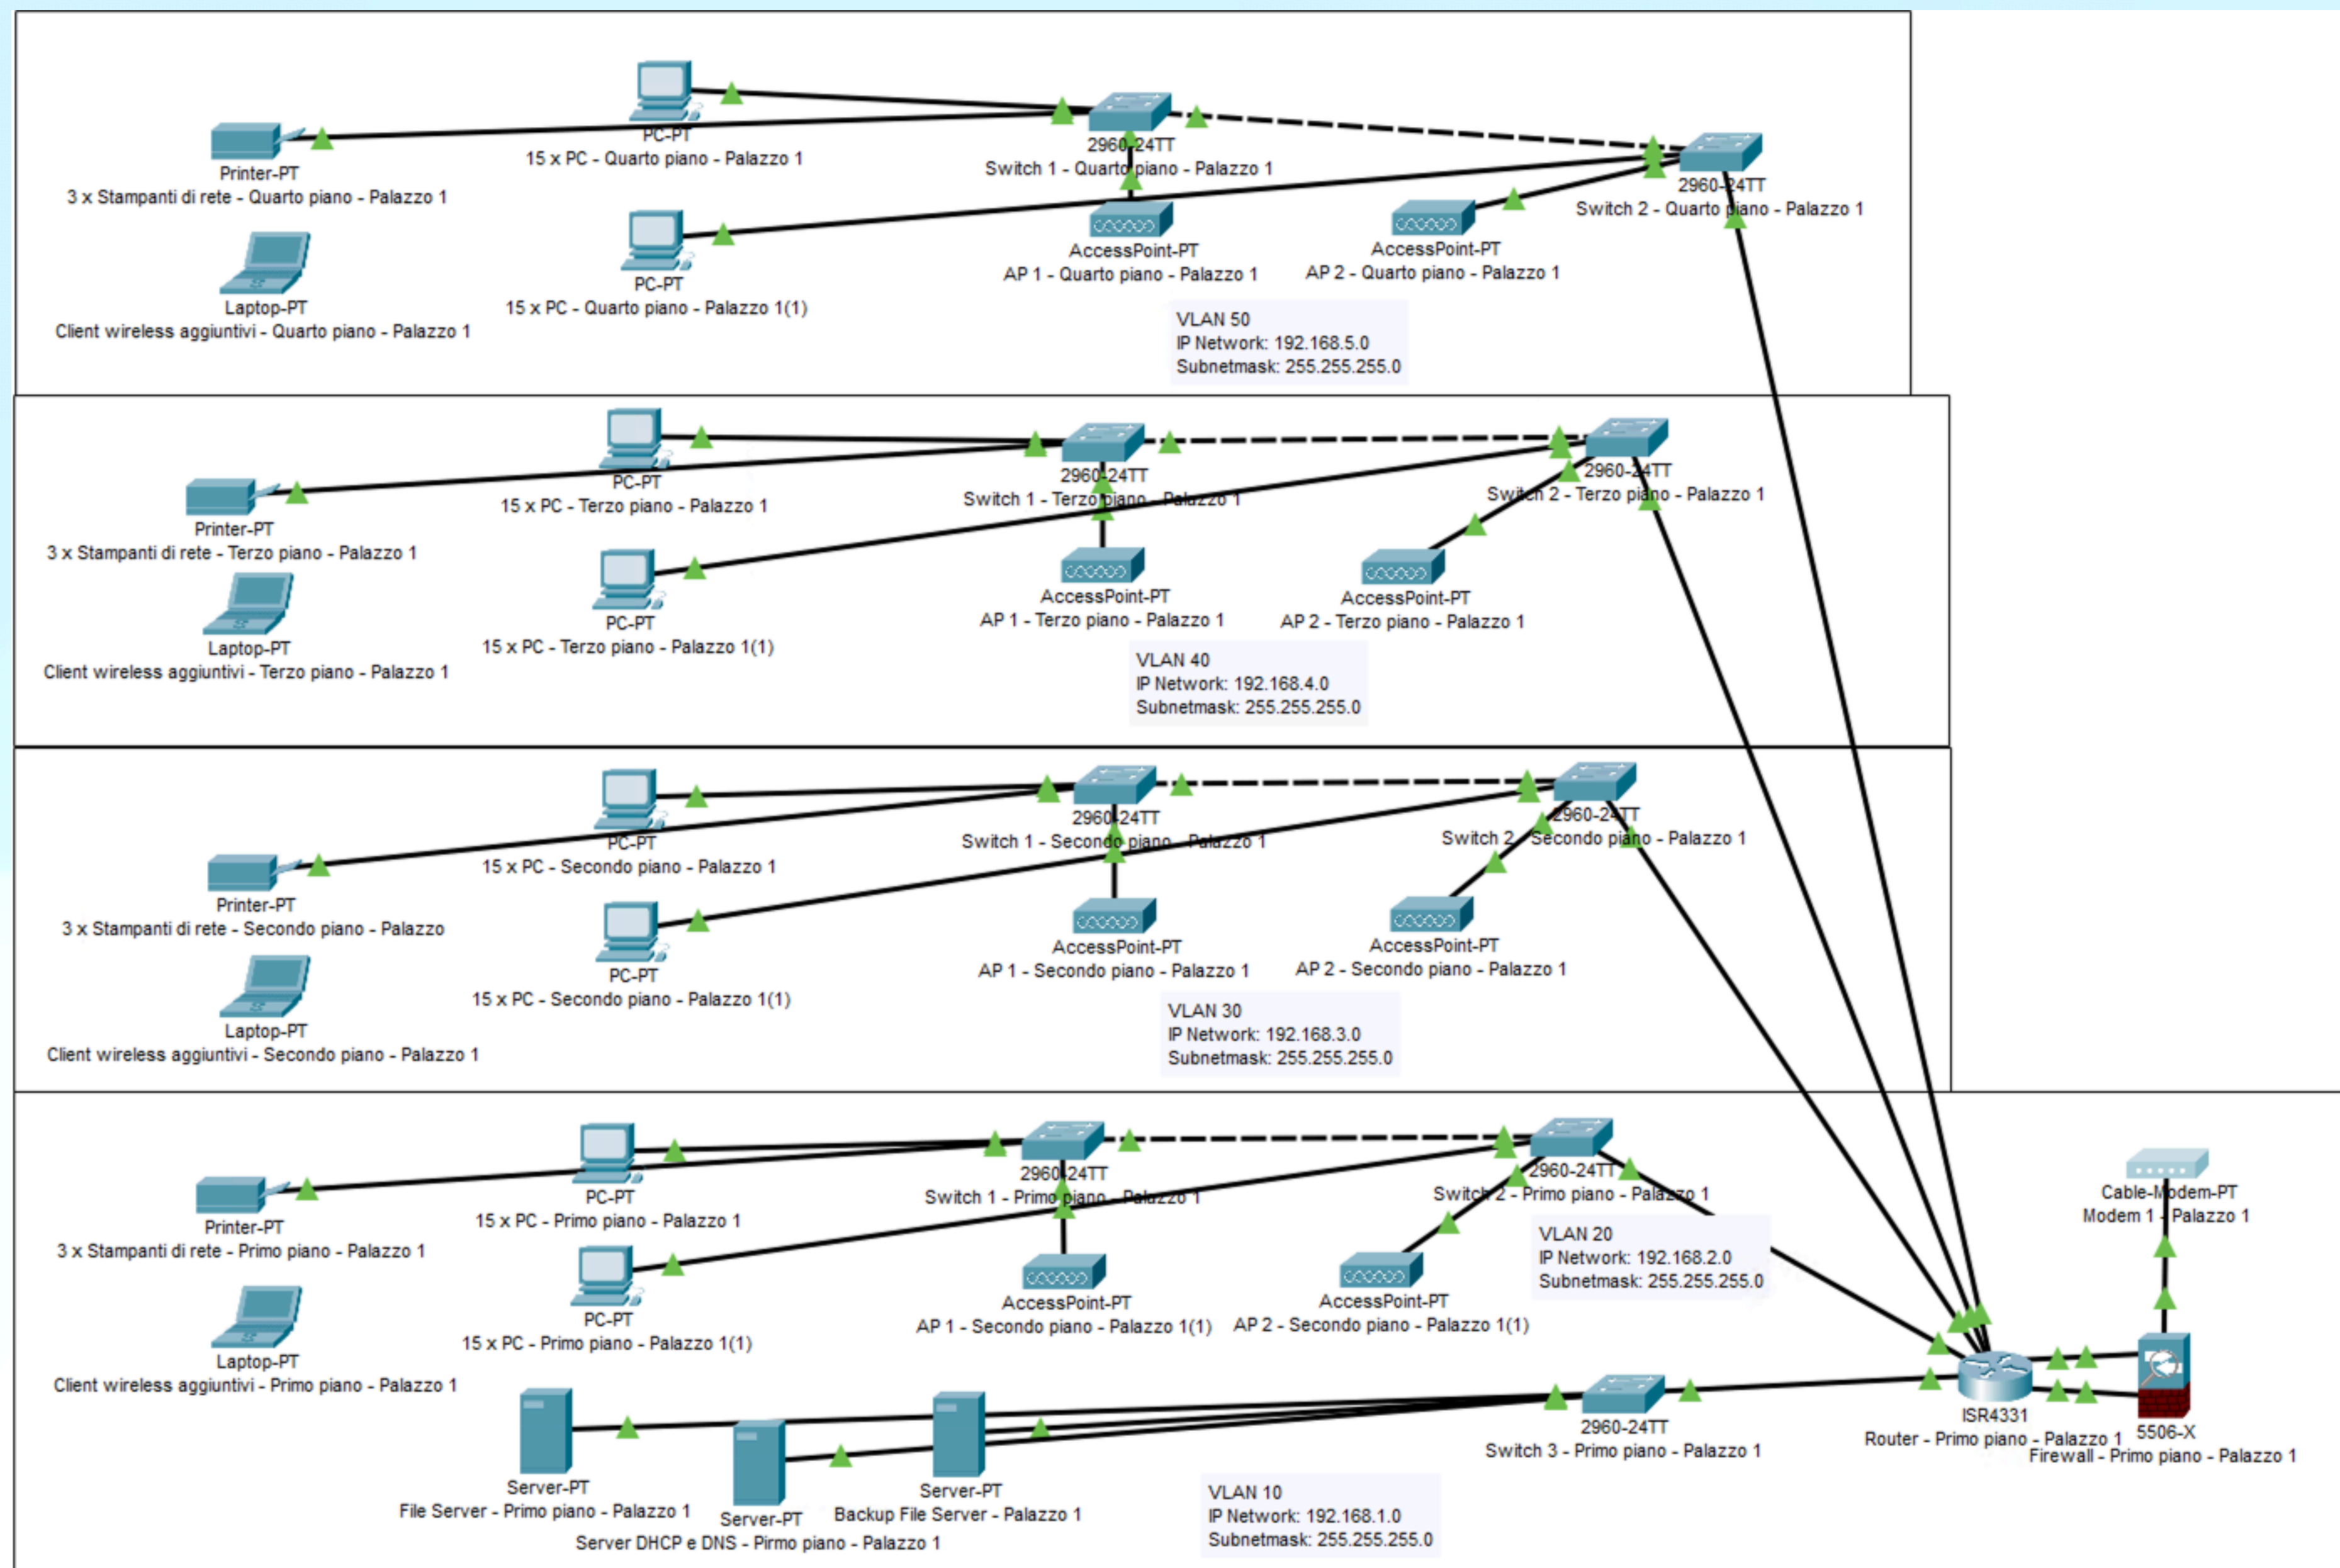 PC-PT
15 x PC - Quarto piano - Palazzo 1
Printer-PT
3 x Stampanti di rete - Quarto piano - Palazzo 1
2960-24TT
Switch 1 - Quarto piano - Palazzo 1
2960-24TT
Switch 2 - Quarto piano - Palazzo 1
Laptop-PT
Client wireless aggiuntivi - Quarto piano - Palazzo 1
PC-PT
15 x PC - Quarto piano - Palazzo 1(1)
AccessPoint-PT
AP 1 - Quarto piano - Palazzo 1
AccessPoint-PT
AP 2 - Quarto piano - Palazzo 1
VLAN 50
IP Network: 192.168.5.0
Subnetmask: 255.255.255.0
PC-PT
15 x PC - Terzo piano - Palazzo 1
Printer-PT
3 x Stampanti di rete - Terzo piano - Palazzo 1
2960-24TT
Switch 1 - Terzo piano - Palazzo 1
2960-24TT
Switch 2 - Terzo piano - Palazzo 1
Laptop-PT
Client wireless aggiuntivi - Terzo piano - Palazzo 1
PC-PT
15 x PC - Terzo piano - Palazzo 1(1)
AccessPoint-PT
AP 1 - Terzo piano - Palazzo 1
AccessPoint-PT
AP 2 - Terzo piano - Palazzo 1
VLAN 40
IP Network: 192.168.4.0
Subnetmask: 255.255.255.0
PC-PT
15 x PC - Secondo piano - Palazzo 1
Printer-PT
3 x Stampanti di rete - Secondo piano - Palazzo
2960-24TT
Switch 1 - Secondo piano - Palazzo 1
2960-24TT
Switch 2 - Secondo piano - Palazzo 1
Laptop-PT
Client wireless aggiuntivi - Secondo piano - Palazzo 1
PC-PT
15 x PC - Secondo piano - Palazzo 1(1)
AccessPoint-PT
AP 1 - Secondo piano - Palazzo 1
AccessPoint-PT
AP 2 - Secondo piano - Palazzo 1
VLAN 30
IP Network: 192.168.3.0
Subnetmask: 255.255.255.0
PC-PT
15 x PC - Primo piano - Palazzo 1
Printer-PT
3 x Stampanti di rete - Primo piano - Palazzo 1
2960-24TT
Switch 1 - Primo piano - Palazzo 1
2960-24TT
Switch 2 - Primo piano - Palazzo 1
Cable-Modem-PT
Modem 1 - Palazzo 1
VLAN 20
IP Network: 192.168.2.0
Subnetmask: 255.255.255.0
Laptop-PT
Client wireless aggiuntivi - Primo piano - Palazzo 1
PC-PT
15 x PC - Primo piano - Palazzo 1(1)
AccessPoint-PT
AP 1 - Secondo piano - Palazzo 1(1)
AccessPoint-PT
AP 2 - Secondo piano - Palazzo 1(1)
2960-24TT
Switch 3 - Primo piano - Palazzo 1
ISR4331
Router - Primo piano - Palazzo 1
5506-X
Firewall - Primo piano - Palazzo 1
Server-PT
File Server - Primo piano - Palazzo 1
Server-PT
Server DHCP e DNS - Pirmo piano - Palazzo 1
Server-PT
Backup File Server - Palazzo 1
VLAN 10
IP Network: 192.168.1.0
Subnetmask: 255.255.255.0